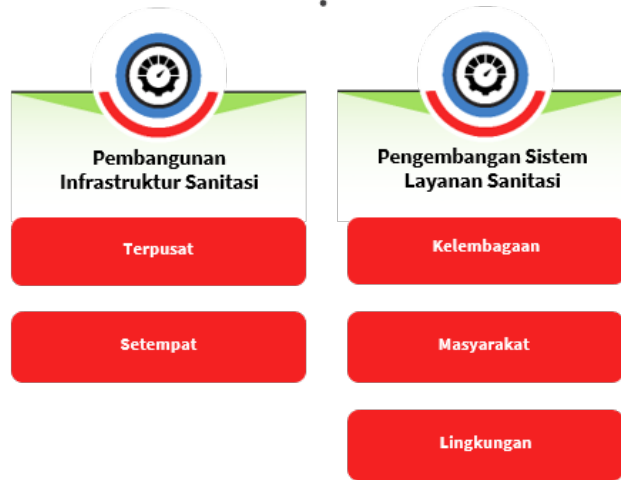 Pembangunan
Infrastruktur Sanitasi
Terpusat
Setempat
Pengembangan Sistem
Layanan Sanitasi
Kelembagaan
Masyarakat
Lingkungan